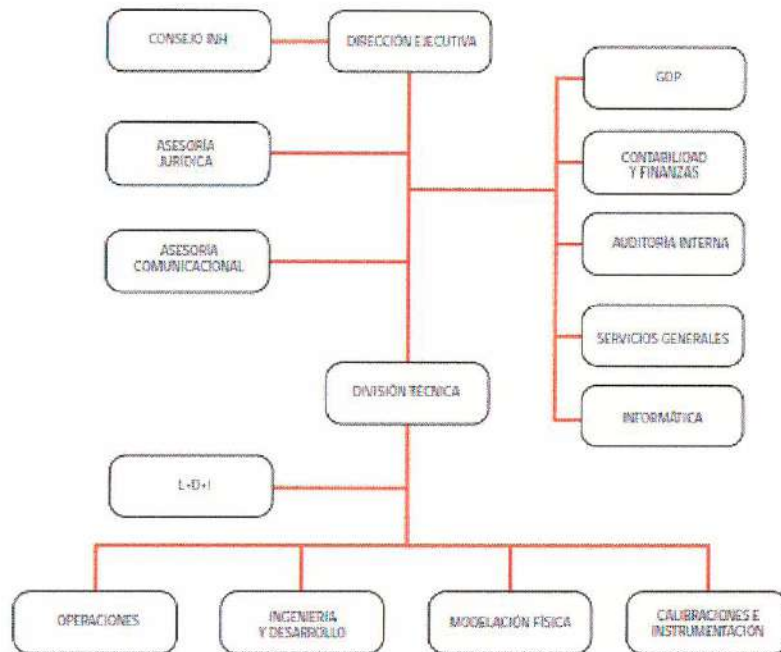 CONSEJO INH
DIRECCIÓN EJECUTIVA
GDP
ASESORÍA
JURÍDICA
CONTABILIDAD
Y FINANZAS
AUDITORÍA INTERNA
ASESORÍA
COMUNICACIONAL
SERVICIOS GENERALES
DIVISIÓN TÉCNICA
INFORMÁTICA
I+D+I
OPERACIONES
INGENIERÍA
Y DESARROLLO
MODELACIÓN FÍSICA
CALIBRACIONES E
INSTRUMENTACIÓN